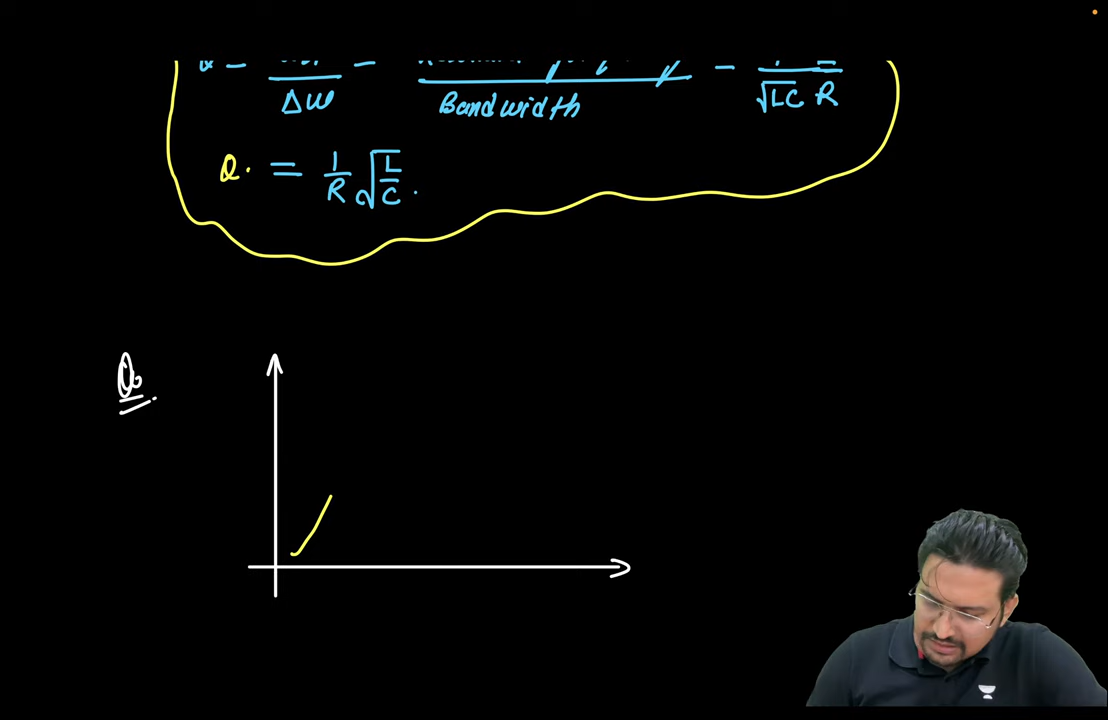 Δω Bandwidth √LC R
Q. = 1/R √L/C.
Q.